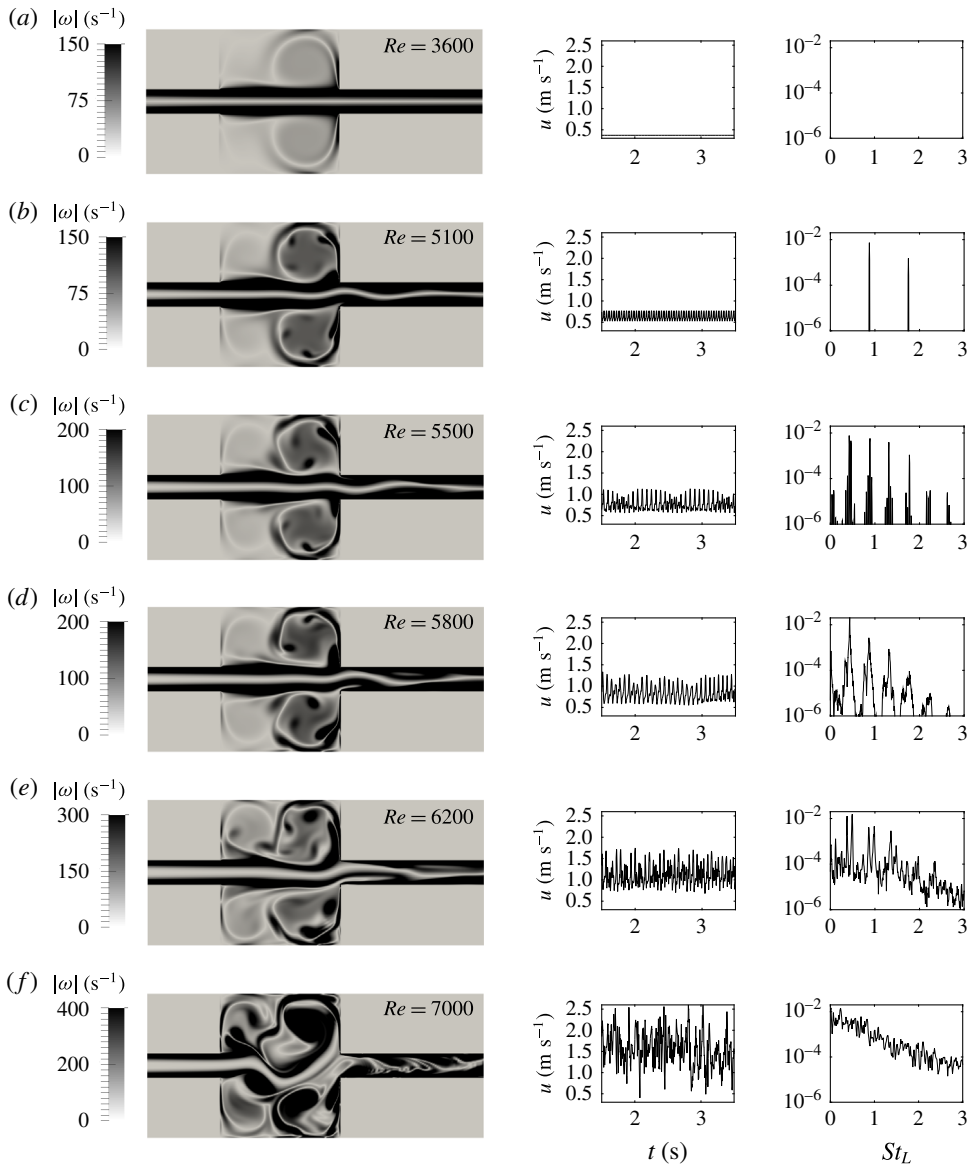 (a) |ω| (s⁻¹)
150
75
0
Re = 3600
u (m s⁻¹)
2.5
2.0
1.5
1.0
0.5
2 3
10⁻²
10⁻⁴
10⁻⁶
0 1 2 3
(b) |ω| (s⁻¹)
150
75
0
Re = 5100
u (m s⁻¹)
2.5
2.0
1.5
1.0
0.5
2 3
10⁻²
10⁻⁴
10⁻⁶
0 1 2 3
(c) |ω| (s⁻¹)
200
100
0
Re = 5500
u (m s⁻¹)
2.5
2.0
1.5
1.0
0.5
2 3
10⁻²
10⁻⁴
10⁻⁶
0 1 2 3
(d) |ω| (s⁻¹)
200
100
0
Re = 5800
u (m s⁻¹)
2.5
2.0
1.5
1.0
0.5
2 3
10⁻²
10⁻⁴
10⁻⁶
0 1 2 3
(e) |ω| (s⁻¹)
300
150
0
Re = 6200
u (m s⁻¹)
2.5
2.0
1.5
1.0
0.5
2 3
10⁻²
10⁻⁴
10⁻⁶
0 1 2 3
(f) |ω| (s⁻¹)
400
200
0
Re = 7000
u (m s⁻¹)
2.5
2.0
1.5
1.0
0.5
2 3
t (s)
10⁻²
10⁻⁴
10⁻⁶
0 1 2 3
St_L